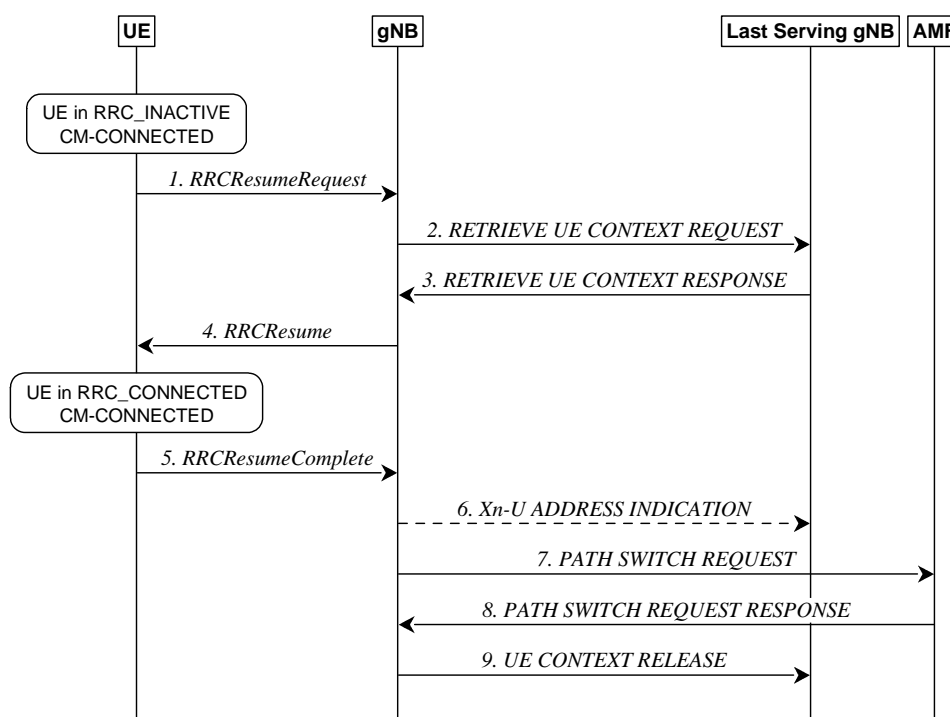 UE
gNB
Last Serving gNB
AMF
UE in RRC_INACTIVE
CM-CONNECTED
1. RRCResumeRequest
2. RETRIEVE UE CONTEXT REQUEST
3. RETRIEVE UE CONTEXT RESPONSE
4. RRCResume
UE in RRC_CONNECTED
CM-CONNECTED
5. RRCResumeComplete
6. Xn-U ADDRESS INDICATION
7. PATH SWITCH REQUEST
8. PATH SWITCH REQUEST RESPONSE
9. UE CONTEXT RELEASE